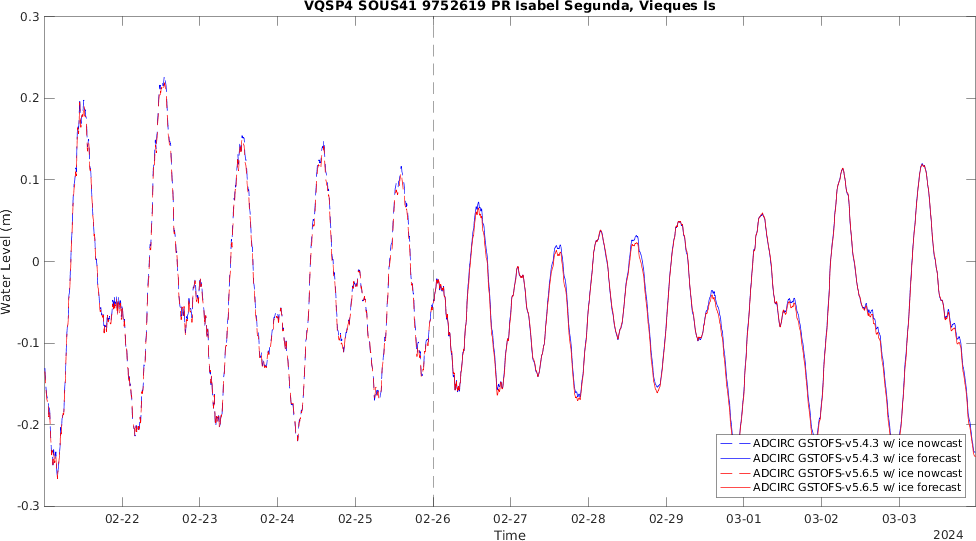 VQSP4 SOUS41 9752619 PR Isabel Segunda, Vieques Is
0.3
0.2
0.1
0
-0.1
-0.2
-0.3
Water Level (m)
02-22 02-23 02-24 02-25 02-26 02-27 02-28 02-29 03-01 03-02 03-03
Time
2024
ADCIRC GSTOFS-v5.4.3 w/ ice nowcast
ADCIRC GSTOFS-v5.4.3 w/ ice forecast
ADCIRC GSTOFS-v5.6.5 w/ ice nowcast
ADCIRC GSTOFS-v5.6.5 w/ ice forecast